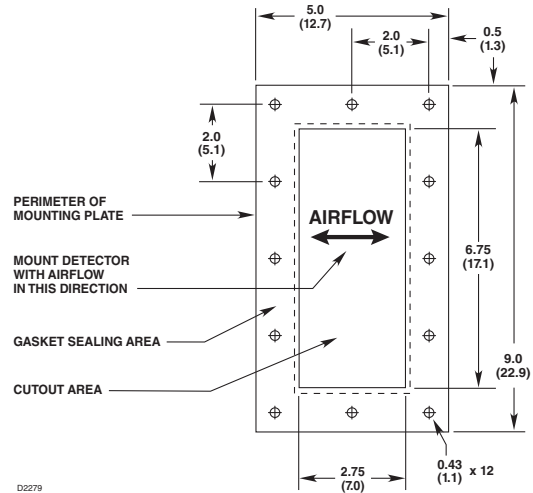 5.0
(12.7)
2.0
(5.1)
0.5
(1.3)
2.0
(5.1)
PERIMETER OF
MOUNTING PLATE
AIRFLOW
MOUNT DETECTOR
WITH AIRFLOW
IN THIS DIRECTION
6.75
(17.1)
GASKET SEALING AREA
9.0
(22.9)
CUTOUT AREA
2.75
(7.0)
0.43
(1.1) x 12
D2279